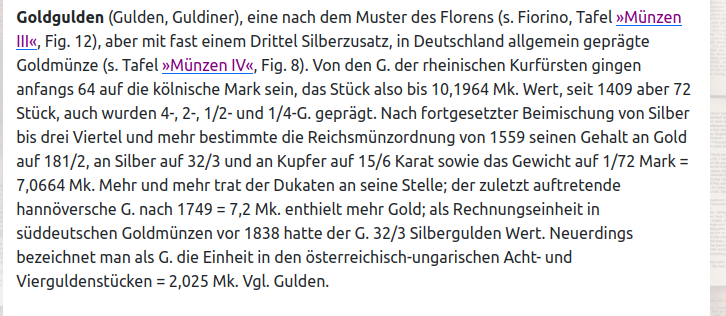 Goldgulden (Gulden, Guldiner), eine nach dem Muster des Florens (s. Fiorino, Tafel »Münzen
III«, Fig. 12), aber mit fast einem Drittel Silberzusatz, in Deutschland allgemein geprägte
Goldmünze (s. Tafel »Münzen IV«, Fig. 8). Von den G. der rheinischen Kurfürsten gingen
anfangs 64 auf die kölnische Mark sein, das Stück also bis 10,1964 Mk. Wert, seit 1409 aber 72
Stück, auch wurden 4-, 2-, 1/2- und 1/4-G. geprägt. Nach fortgesetzter Beimischung von Silber
bis drei Viertel und mehr bestimmte die Reichsmünzordnung von 1559 seinen Gehalt an Gold
auf 181/2, an Silber auf 32/3 und an Kupfer auf 15/6 Karat sowie das Gewicht auf 1/72 Mark =
7,0664 Mk. Mehr und mehr trat der Dukaten an seine Stelle; der zuletzt auftretende
hannöversche G. nach 1749 = 7,2 Mk. enthielt mehr Gold; als Rechnungseinheit in
süddeutschen Goldmünzen vor 1838 hatte der G. 32/3 Silbergulden Wert. Neuerdings
bezeichnet man als G. die Einheit in den österreichisch-ungarischen Acht- und
Vierguldenstücken = 2,025 Mk. Vgl. Gulden.